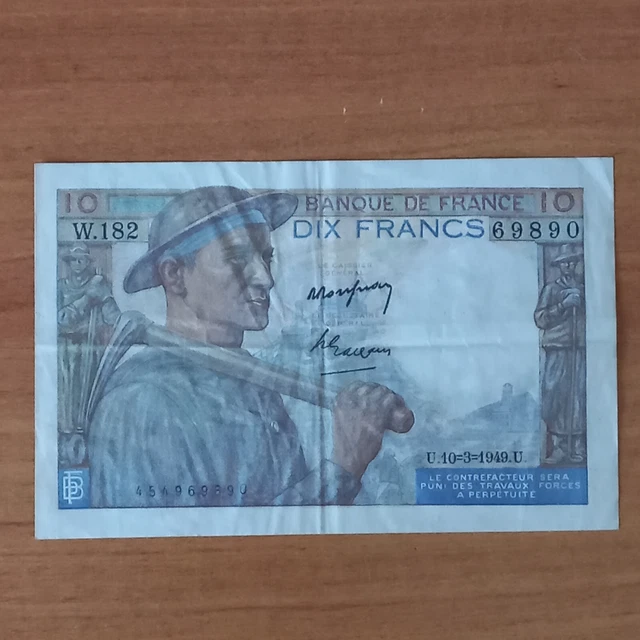 10 BANQUE DE FRANCE 10
W.182 DIX FRANCS 69890
LE CAISSIER
GÉNÉRAL
U.10=3=1949.U
454969890
LE CONTREFACTEUR SERA
PUNI DES TRAVAUX FORCÉS
A PERPÉTUITÉ